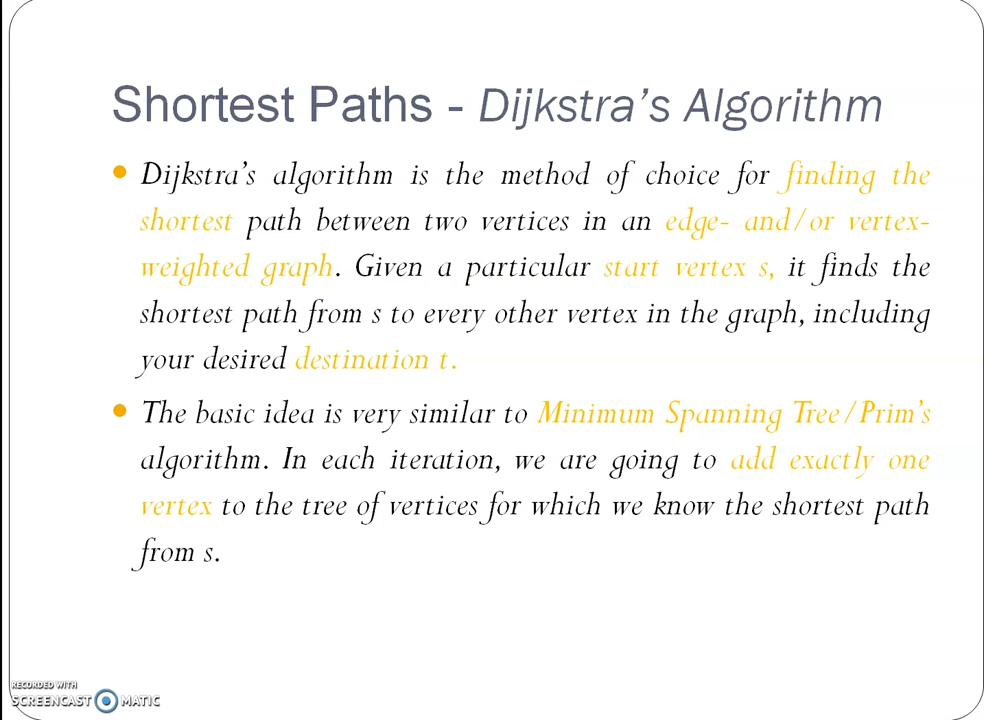 Shortest Paths - Dijkstra's Algorithm
• Dijkstra's algorithm is the method of choice for finding the
shortest path between two vertices in an edge- and/or vertex-
weighted graph. Given a particular start vertex s, it finds the
shortest path from s to every other vertex in the graph, including
your desired destination t.
• The basic idea is very similar to Minimum Spanning Tree/Prim's
algorithm. In each iteration, we are going to add exactly one
vertex to the tree of vertices for which we know the shortest path
from s.
RECORDED WITH
SCREENCAST MATIC